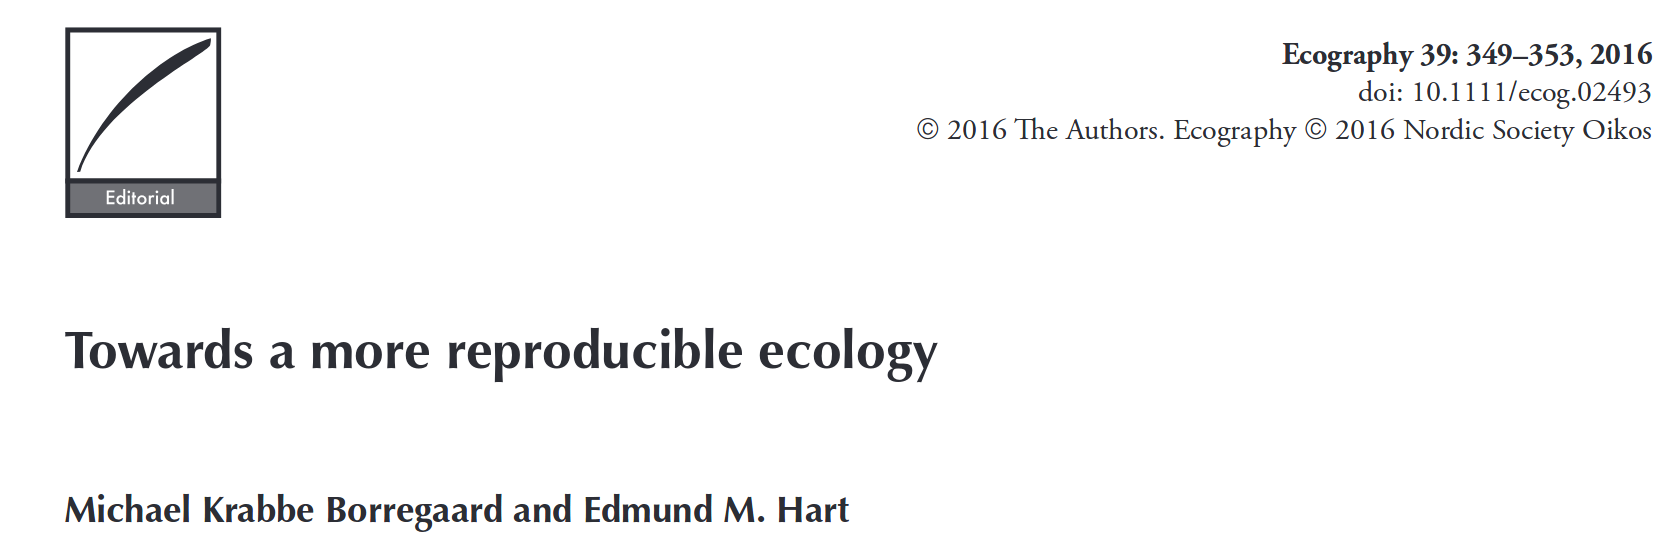 Editorial
Ecography 39: 349–353, 2016
doi: 10.1111/ecog.02493
© 2016 The Authors. Ecography © 2016 Nordic Society Oikos
Towards a more reproducible ecology
Michael Krabbe Borregaard and Edmund M. Hart